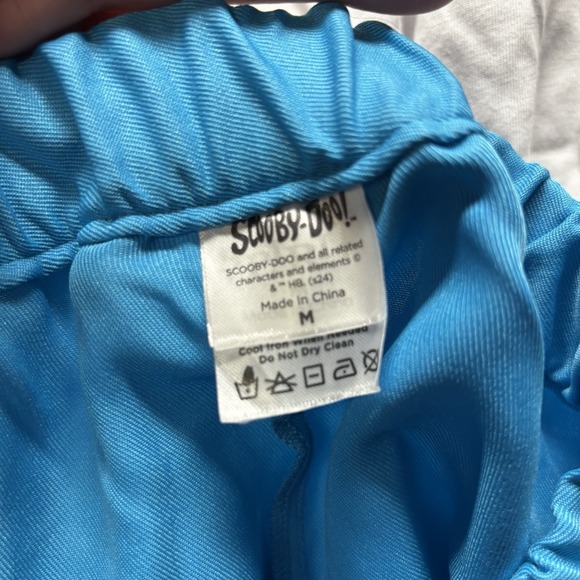 SCOOBY-DOO!
SCOOBY-DOO and all related
characters and elements ©
& ™ HB. (s24)
Made In China
M
Cool Iron When Needed
Do Not Dry Clean